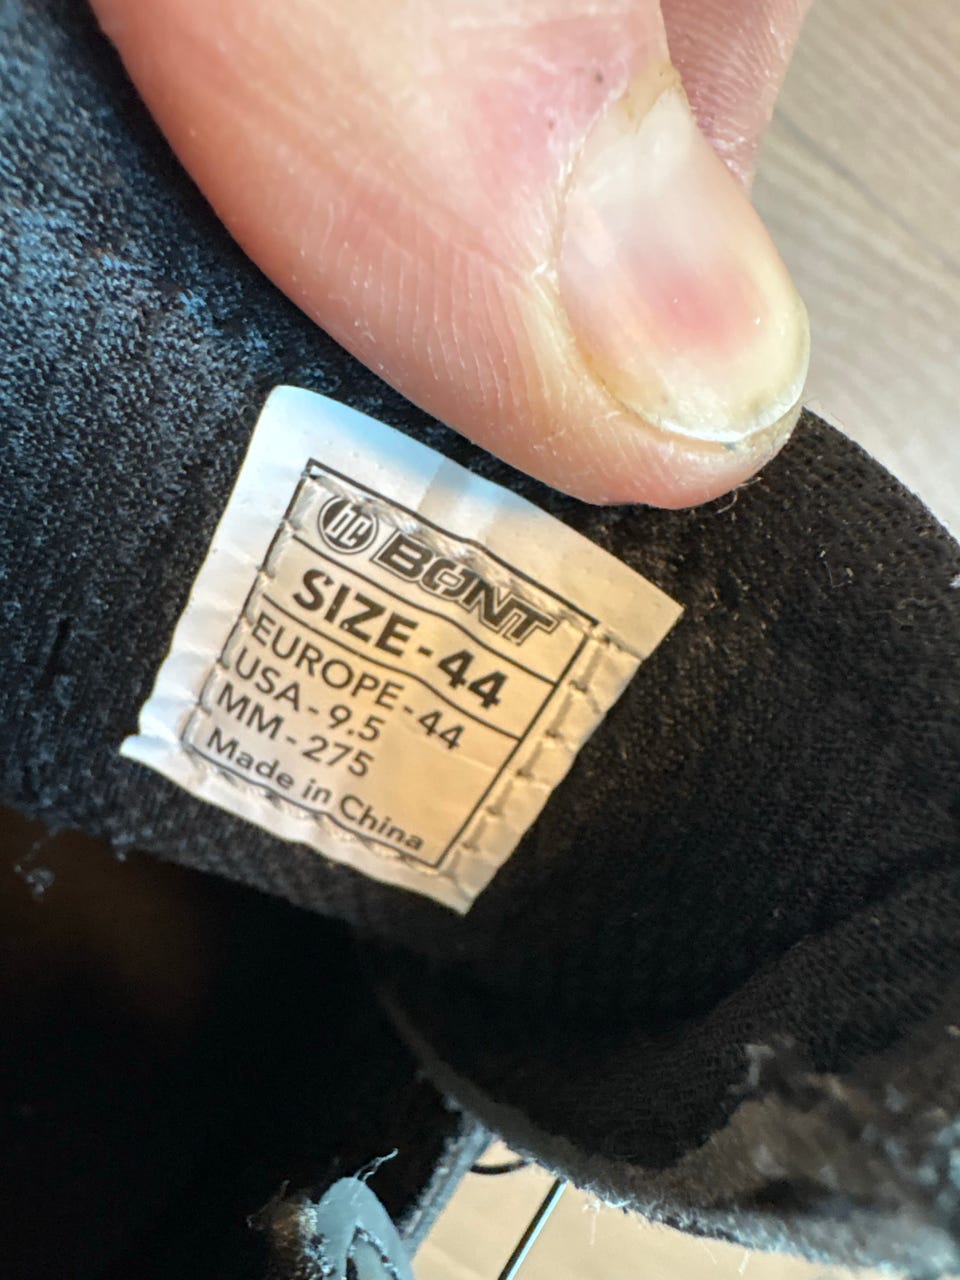 BONT
SIZE-44
EUROPE-44
USA-9.5
MM-275
Made in China